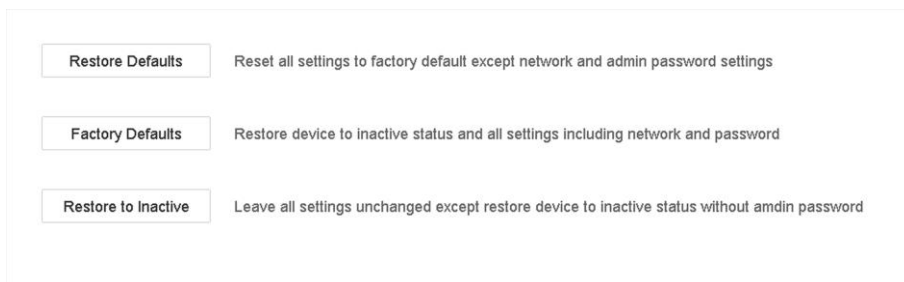 Restore Defaults Reset all settings to factory default except network and admin password settings
Factory Defaults Restore device to inactive status and all settings including network and password
Restore to Inactive Leave all settings unchanged except restore device to inactive status without amdin password